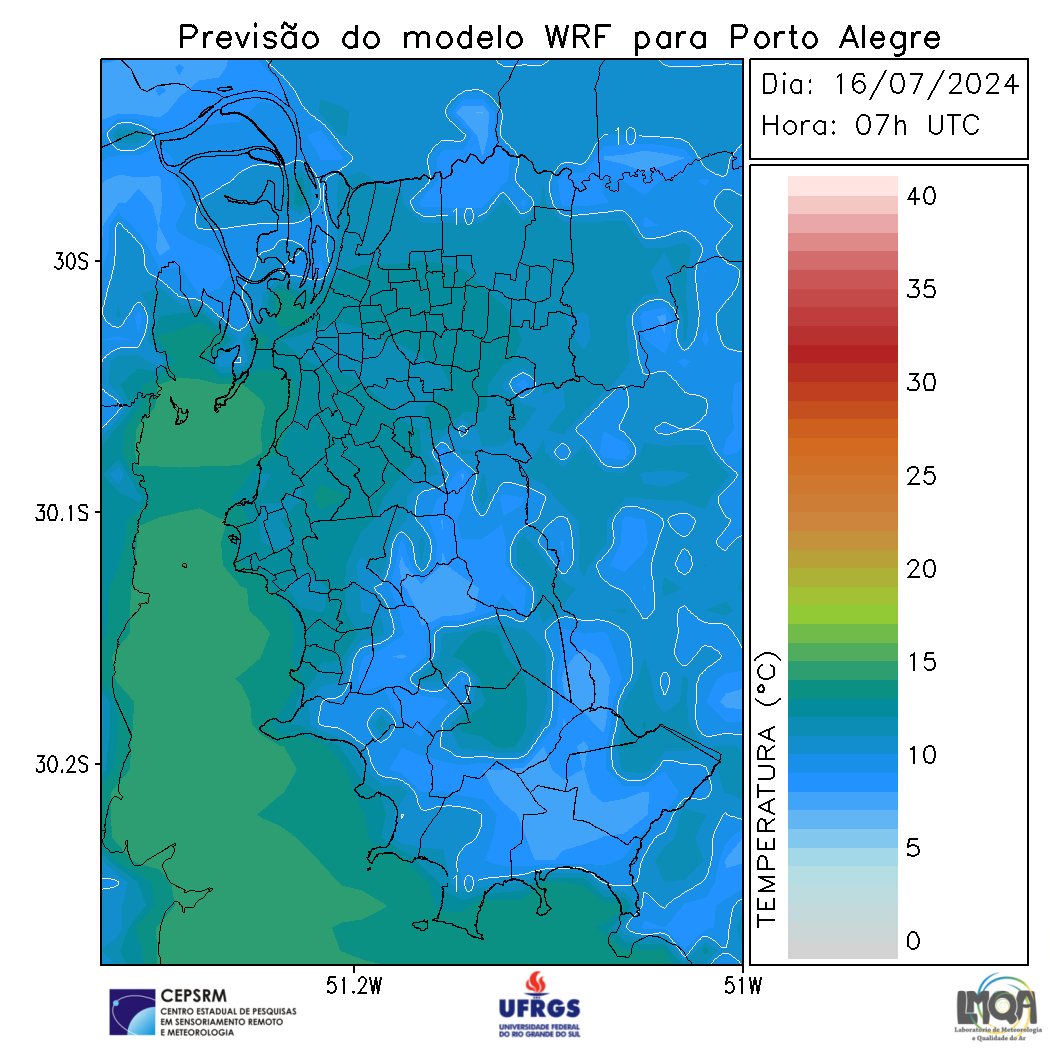 Previsão do modelo WRF para Porto Alegre
Dia: 16/07/2024
Hora: 07h UTC
40
35
30
25
20
15
10
5
0
TEMPERATURA (°C)
30S
30.1S
30.2S
51.2W
51W
10
10
10
CEPSRM
CENTRO ESTADUAL DE PESQUISAS
EM SENSORIAMENTO REMOTO
E METEOROLOGIA
UFRGS
UNIVERSIDADE FEDERAL
DO RIO GRANDE DO SUL
LMQA
Laboratório de Meteorologia
e Qualidade do Ar